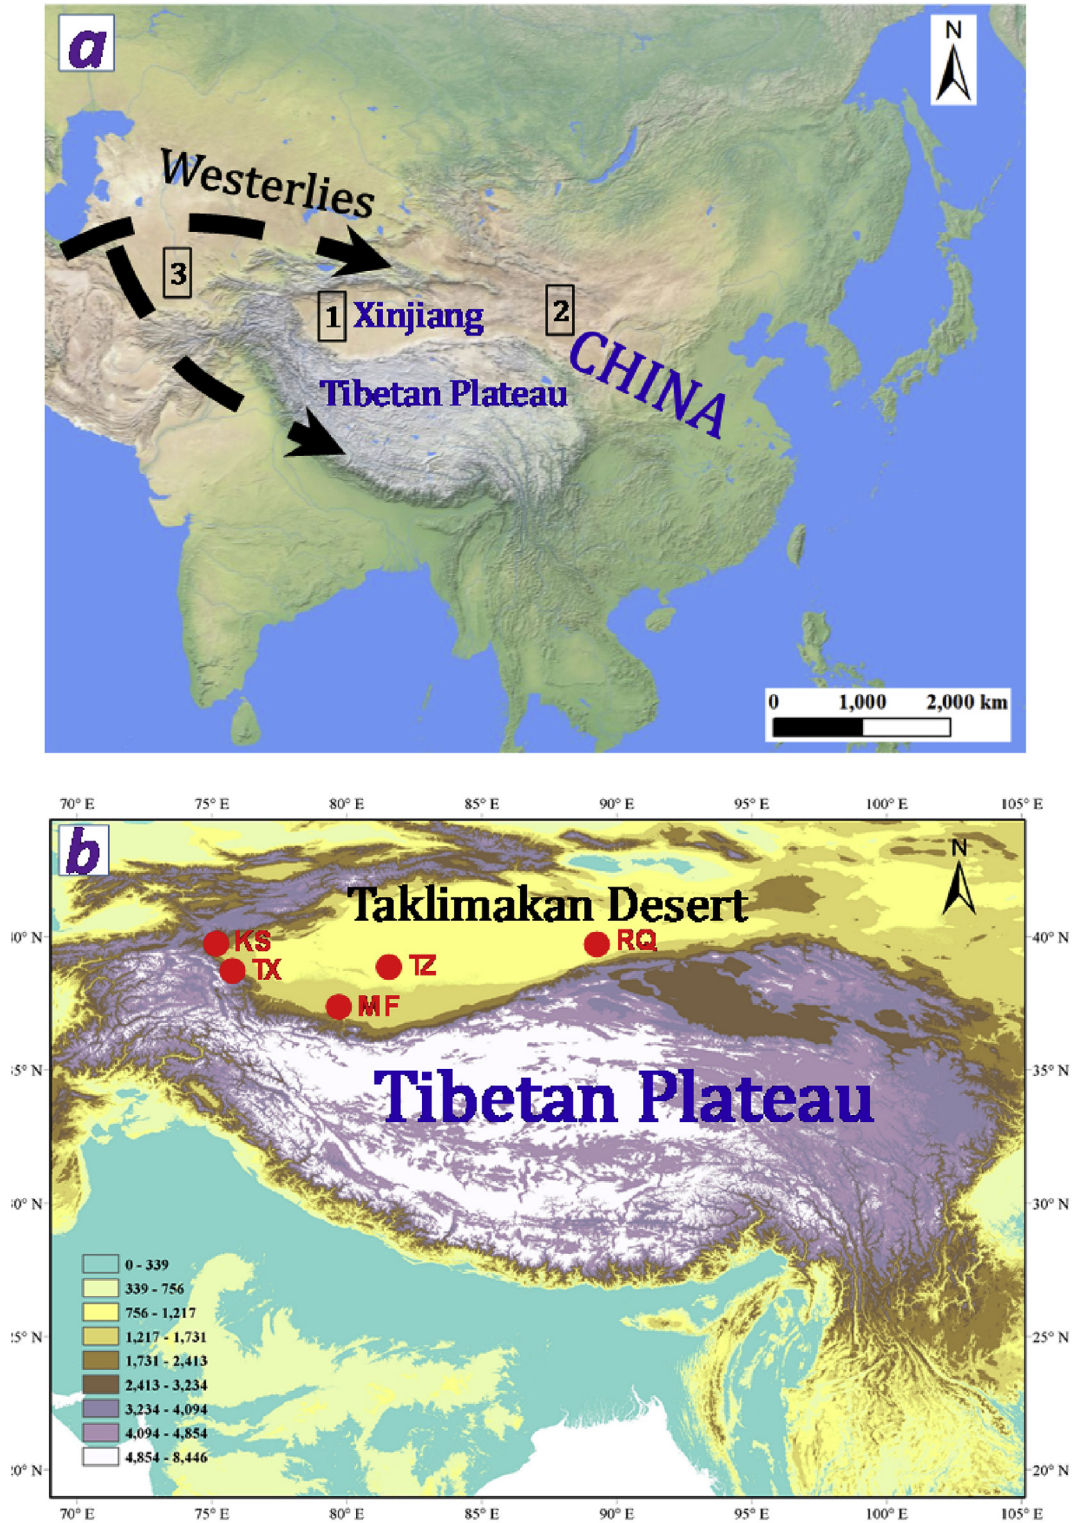 a
N
Westerlies
3
1 Xinjiang
2
CHINA
Tibetan Plateau
0 1,000 2,000 km
70° E 75° E 80° E 85° E 90° E 95° E 100° E 105° E
b
N
Taklimakan Desert
40° N
KS
RQ
TX
TZ
MF
35° N
Tibetan Plateau
30° N
0 - 339
339 - 756
756 - 1,217
1,217 - 1,731
1,731 - 2,413
2,413 - 3,234
3,234 - 4,094
4,094 - 4,854
4,854 - 8,446
25° N
20° N
70° E 75° E 80° E 85° E 90° E 95° E 100° E 105° E